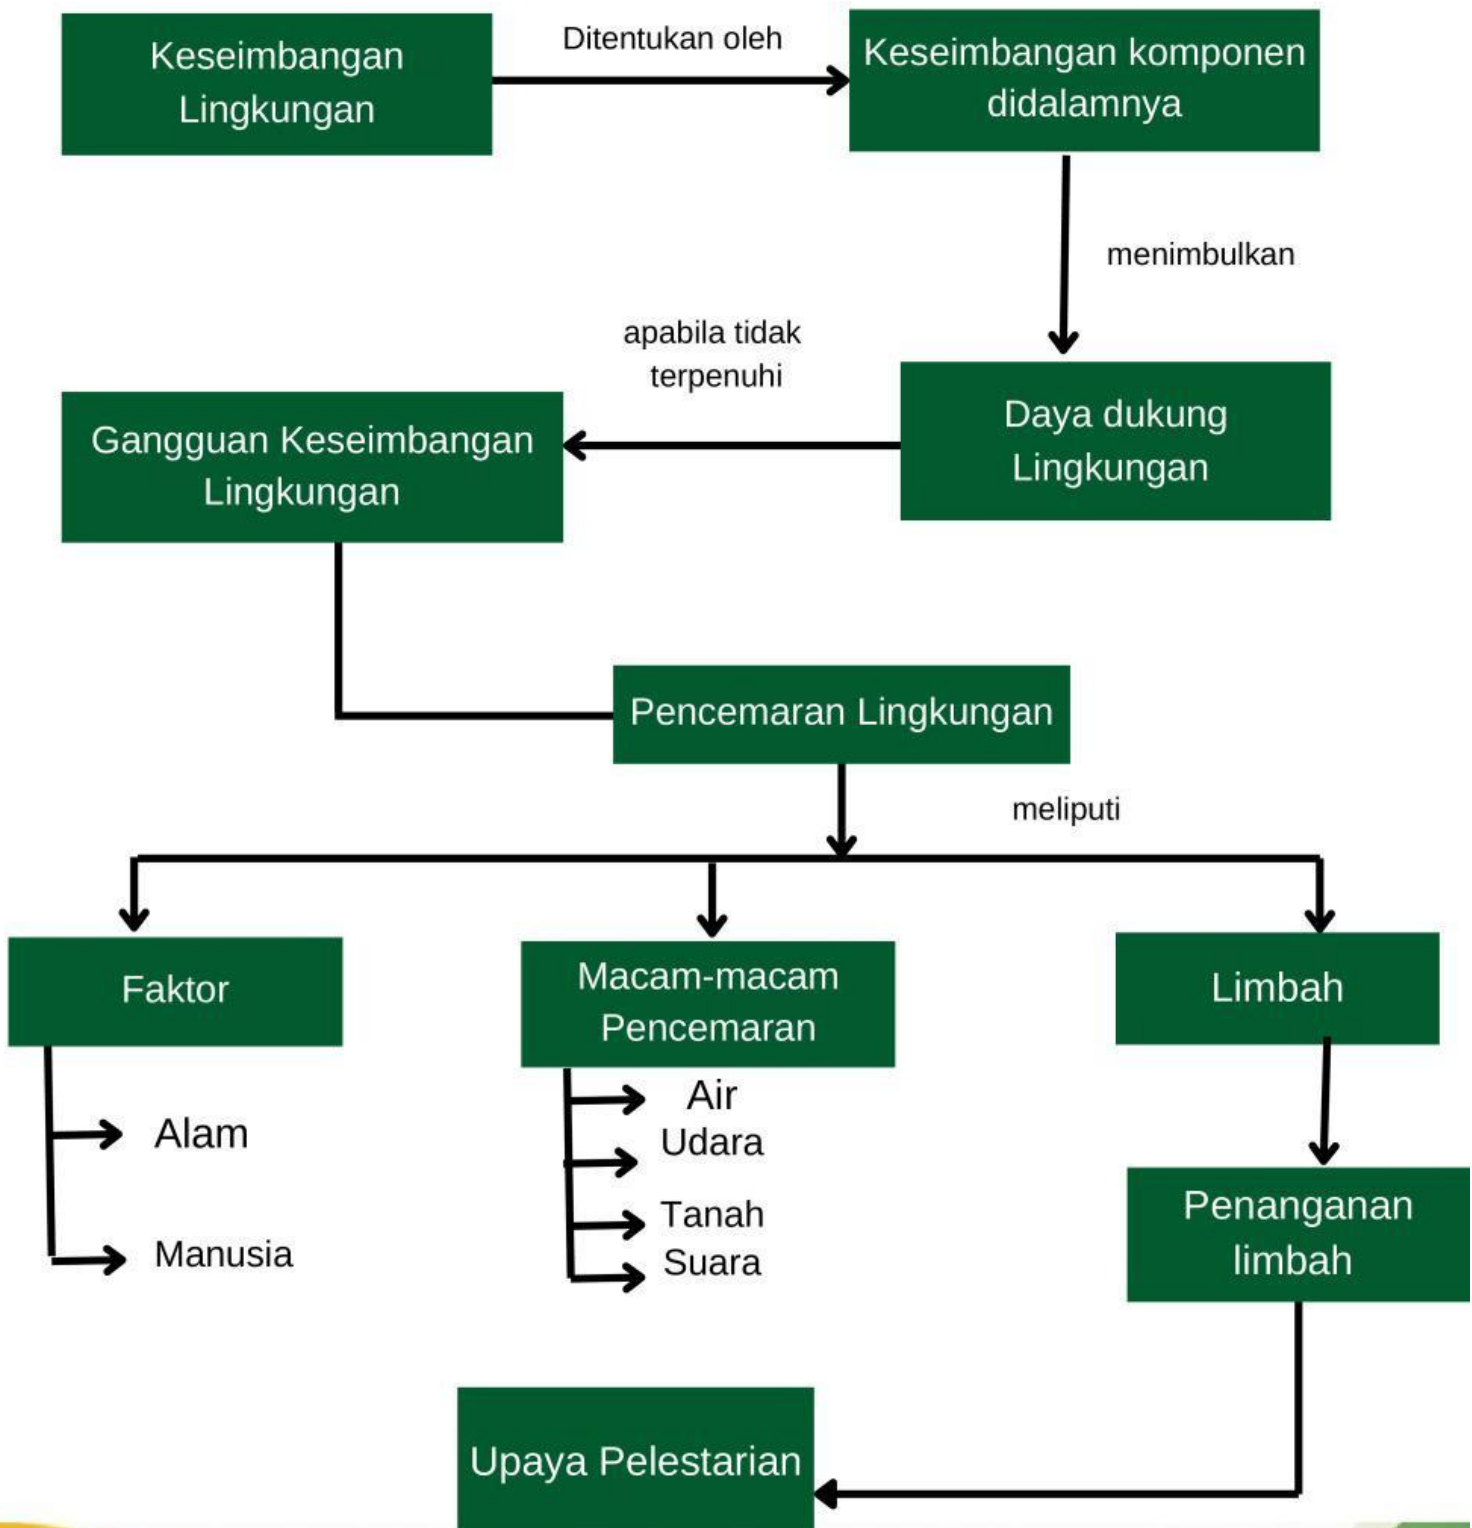 Keseimbangan
Lingkungan
Ditentukan oleh
Keseimbangan komponen
didalamnya
menimbulkan
apabila tidak
terpenuhi
Gangguan Keseimbangan
Lingkungan
Daya dukung
Lingkungan
Pencemaran Lingkungan
meliputi
Faktor
Alam
Manusia
Macam-macam
Pencemaran
Air
Udara
Tanah
Suara
Limbah
Penanganan
limbah
Upaya Pelestarian